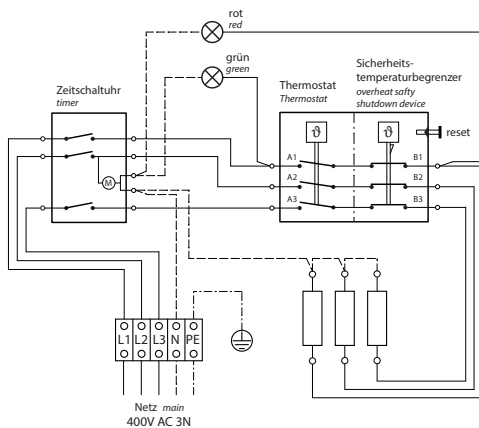 rot
red
grün
green
Zeitschaltuhr
timer
Thermostat
Thermostat
Sicherheits-
temperaturbegrenzer
overheat safty
shutdown device
ϑ
ϑ
reset
A1
B1
A2
B2
A3
B3
M
L1 L2 L3 N PE
Netz main
400V AC 3N